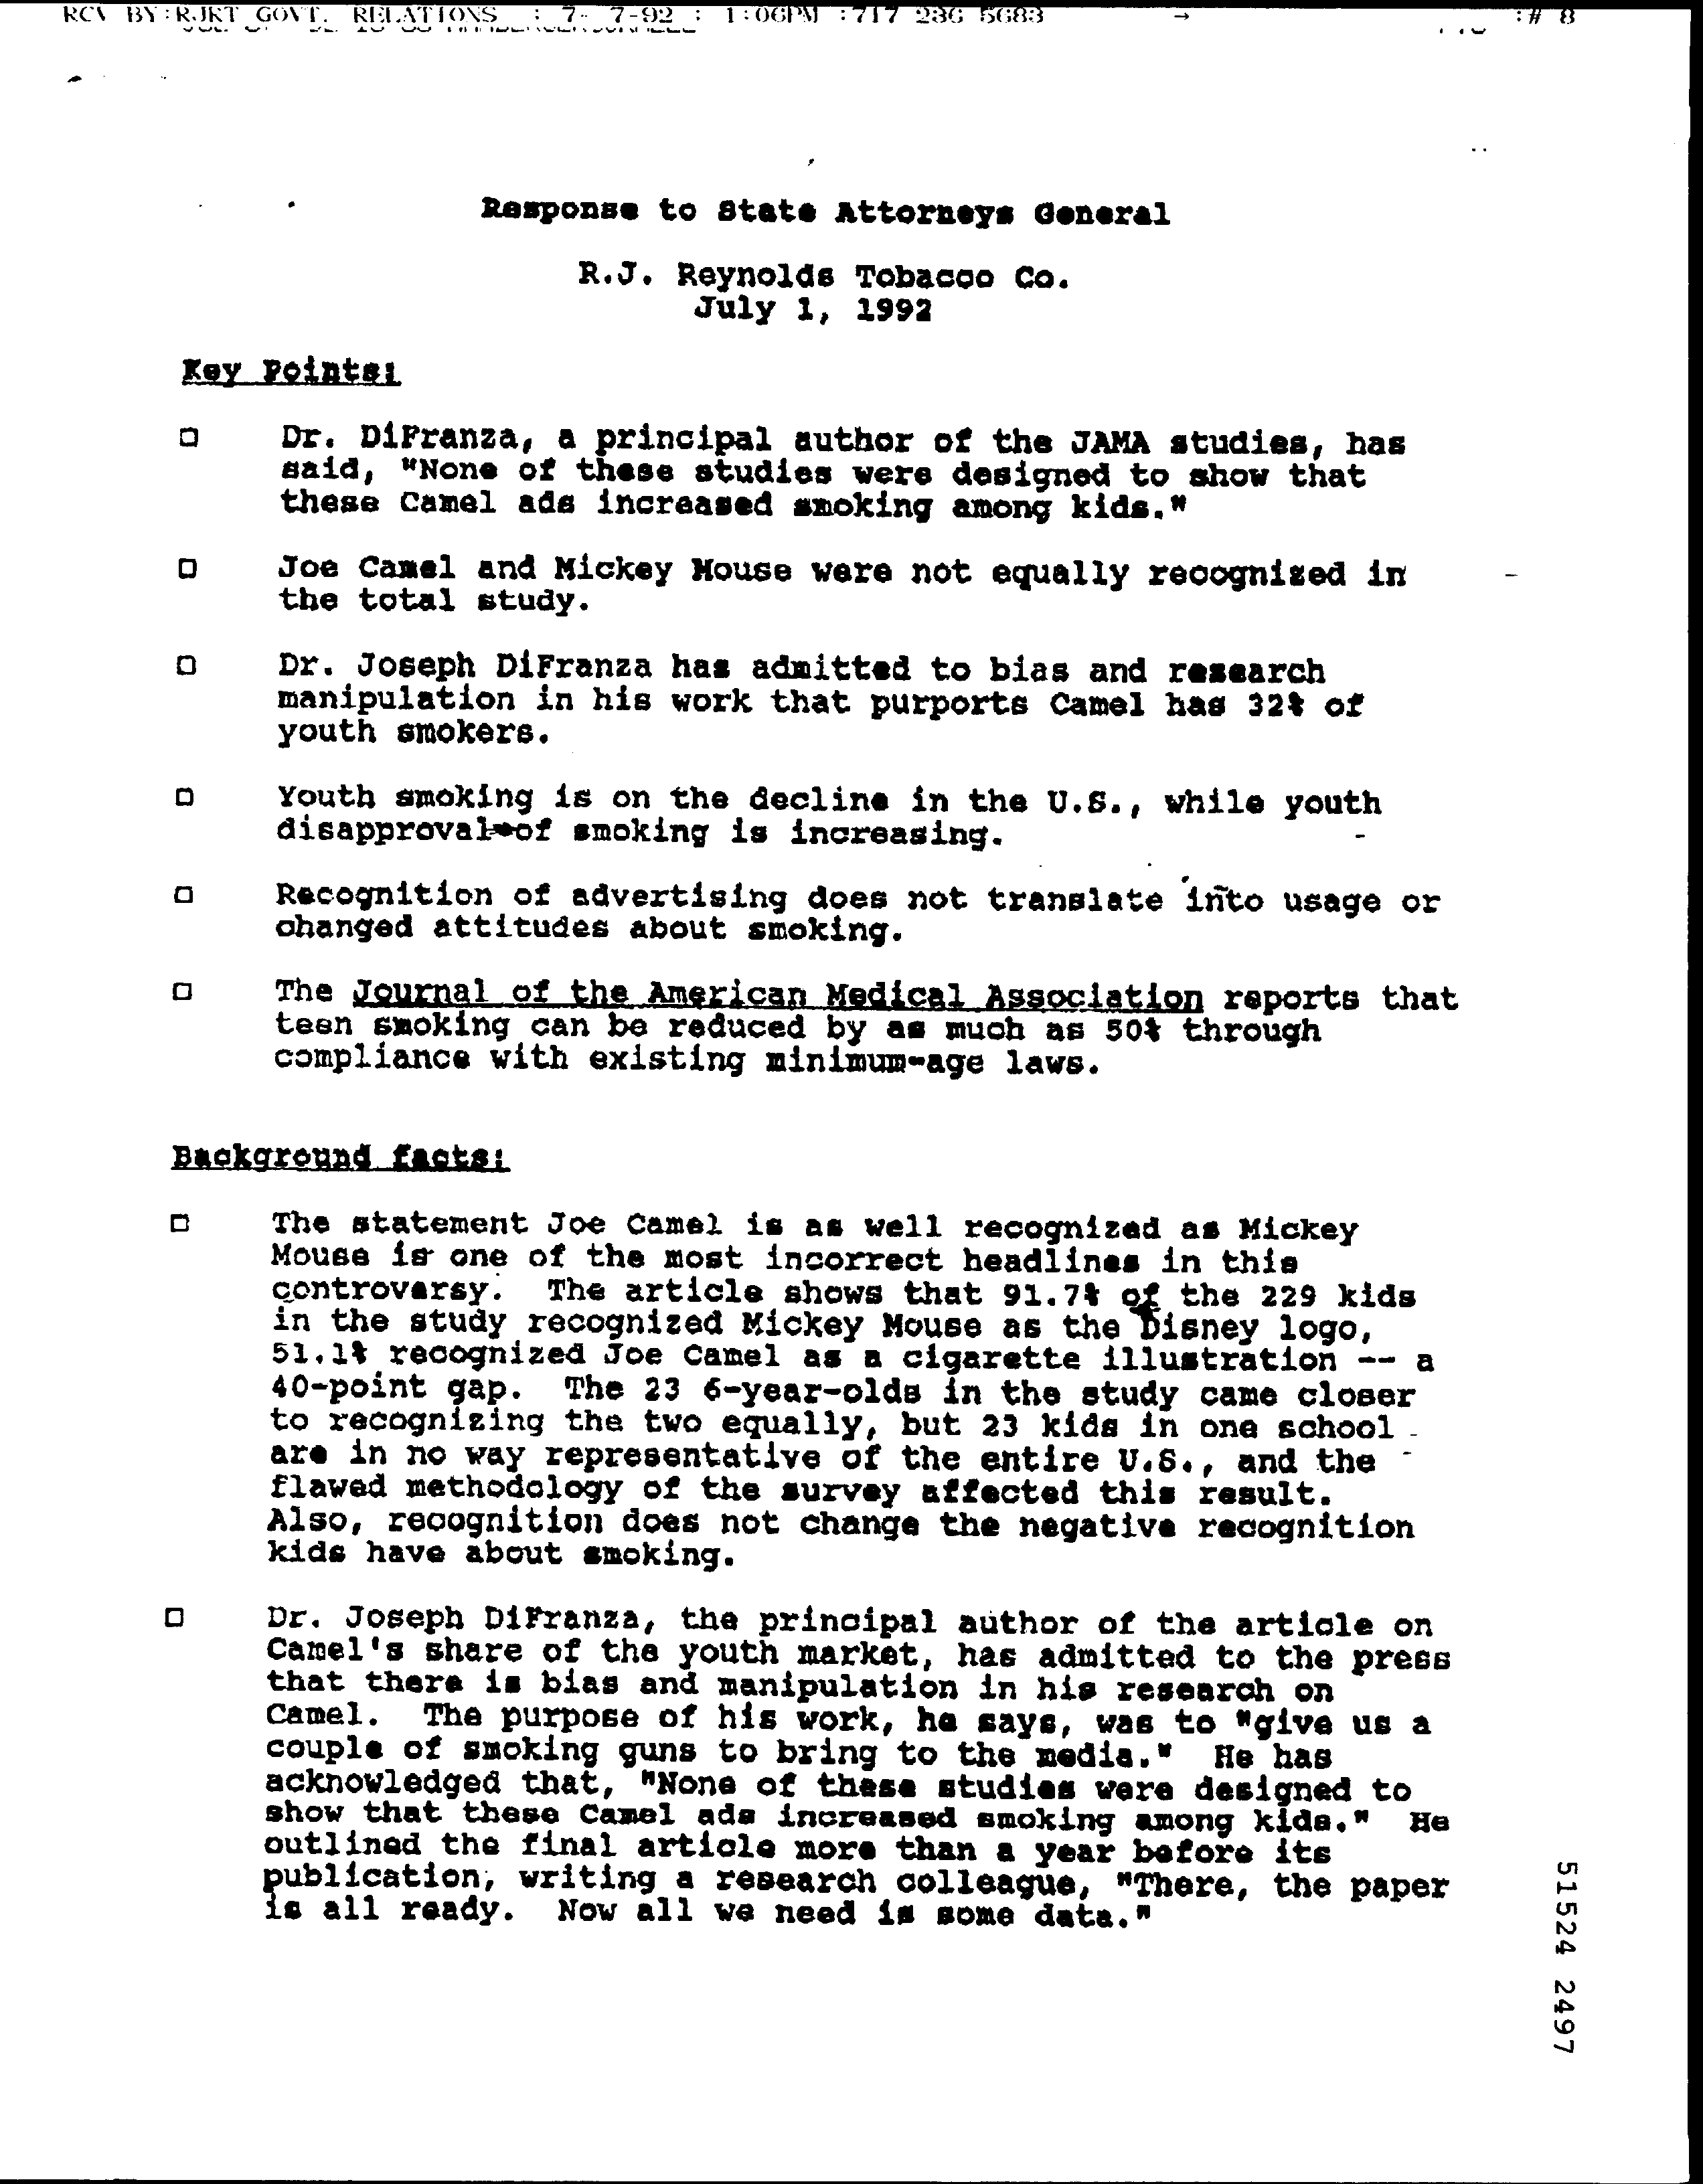 RCV BY:RJKT GOVT. RELATIONS : 7- 7-92 : 1:06PM :717 236 5683 → :# 8
Response to State Attorneys General
R.J. Reynolds Tobacco Co.
July 1, 1992
Key Points:
□ Dr. DiFranza, a principal author of the JAMA studies, has
said, "None of these studies were designed to show that
these Camel ads increased smoking among kids."
□ Joe Camel and Mickey Mouse were not equally recognized in
the total study.
□ Dr. Joseph DiFranza has admitted to bias and research
manipulation in his work that purports Camel has 32% of
youth smokers.
□ Youth smoking is on the decline in the U.S., while youth
disapproval of smoking is increasing.
□ Recognition of advertising does not translate into usage or
changed attitudes about smoking.
□ The Journal of the American Medical Association reports that
teen smoking can be reduced by as much as 50% through
compliance with existing minimum-age laws.
Background facts:
□ The statement Joe Camel is as well recognized as Mickey
Mouse is one of the most incorrect headlines in this
controversy. The article shows that 91.7% of the 229 kids
in the study recognized Mickey Mouse as the Disney logo,
51.1% recognized Joe Camel as a cigarette illustration -- a
40-point gap. The 23 6-year-olds in the study came closer
to recognizing the two equally, but 23 kids in one school
are in no way representative of the entire U.S., and the
flawed methodology of the survey affected this result.
Also, recognition does not change the negative recognition
kids have about smoking.
□ Dr. Joseph DiFranza, the principal author of the article on
Camel's share of the youth market, has admitted to the press
that there is bias and manipulation in his research on
Camel. The purpose of his work, he says, was to "give us a
couple of smoking guns to bring to the media." He has
acknowledged that, "None of these studies were designed to
show that these Camel ads increased smoking among kids." He
outlined the final article more than a year before its
publication, writing a research colleague, "There, the paper
is all ready. Now all we need is some data."
51524 2497